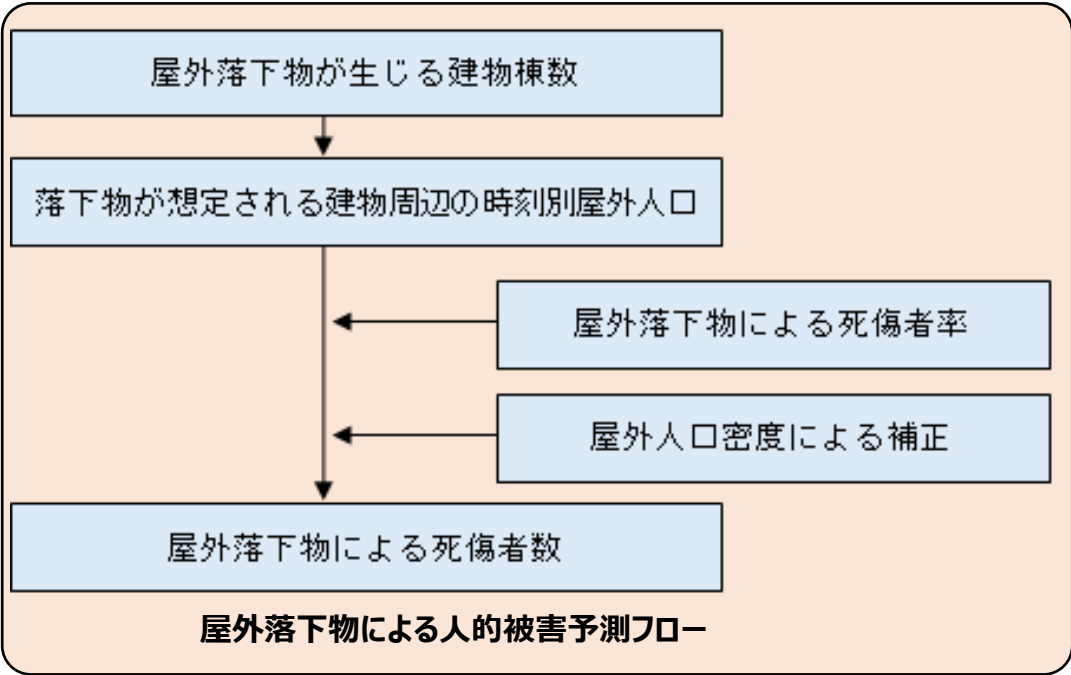 屋外落下物が生じる建物棟数
落下物が想定される建物周辺の時刻別屋外人口
屋外落下物による死傷者率
屋外人口密度による補正
屋外落下物による死傷者数
屋外落下物による人的被害予測フロー